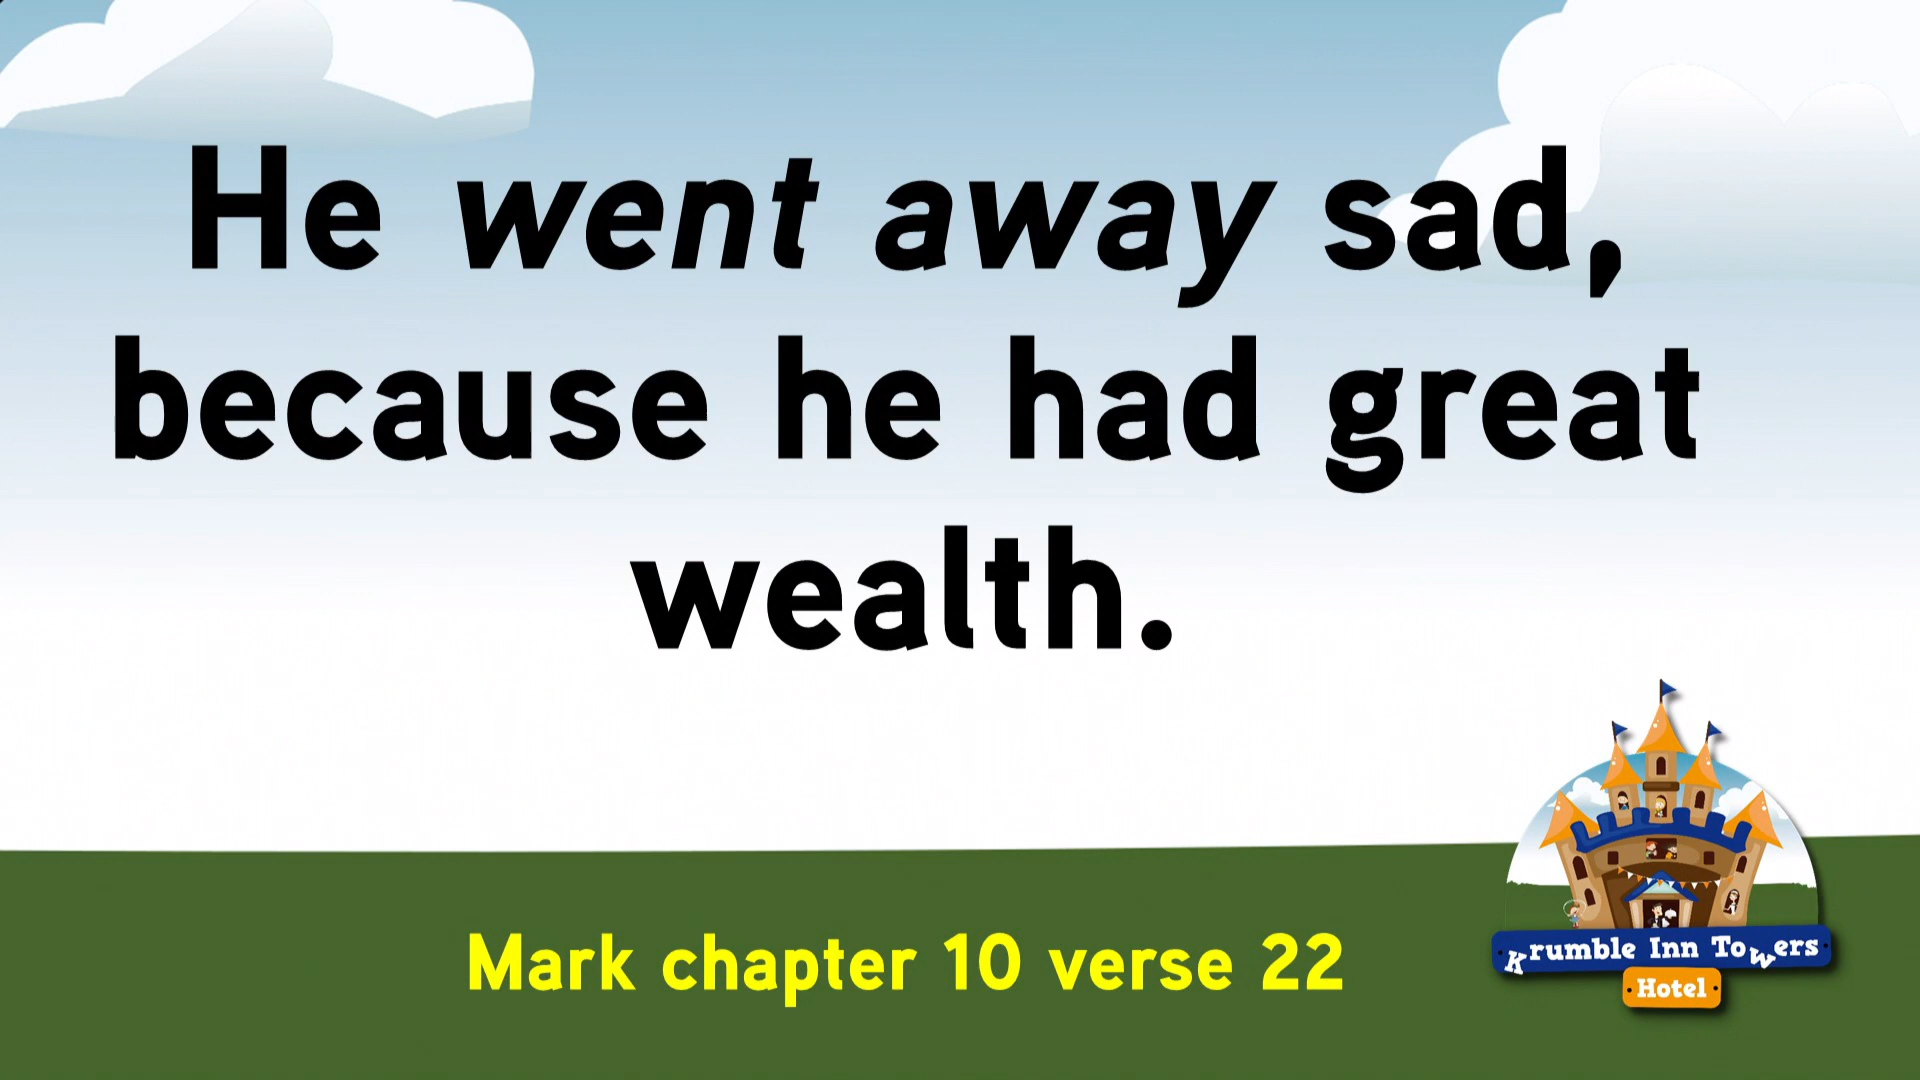 He went away sad,
because he had great
wealth.
Mark chapter 10 verse 22
Krumble Inn Towers
Hotel